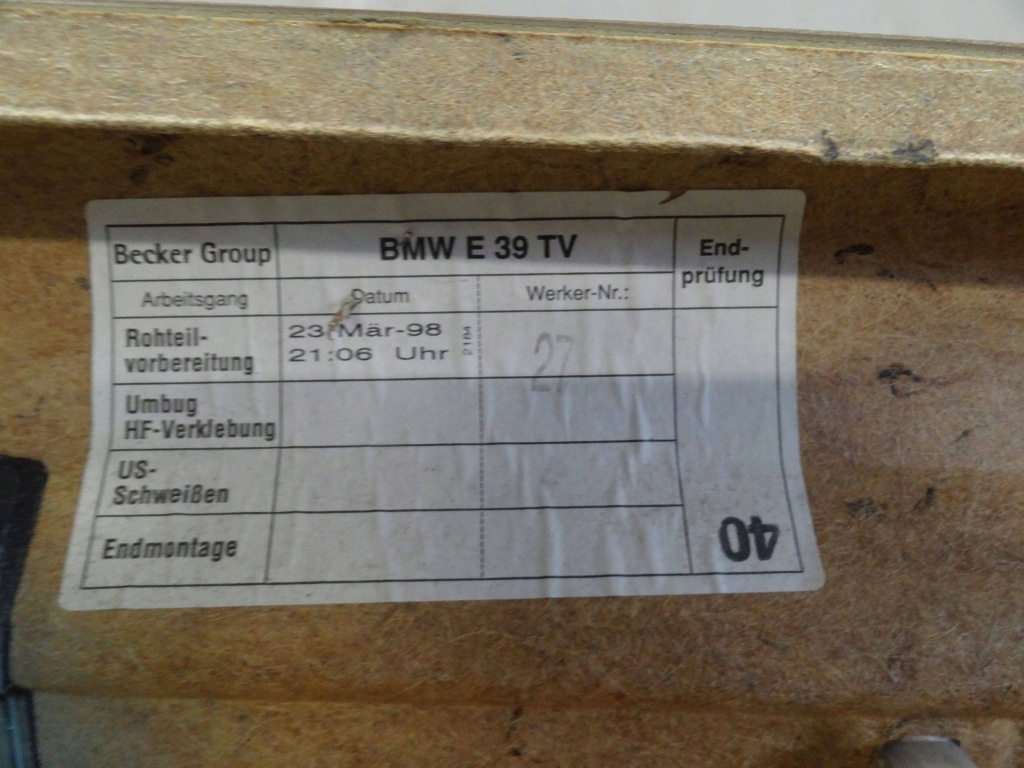 Becker Group BMW E 39 TV End-
prüfung
Arbeitsgang Datum Werker-Nr.:
Rohteil-
vorbereitung
23-Mär-98
21:06 Uhr
2184
27
Umbug
HF-Verklebung
US-
Schweißen
Endmontage
40